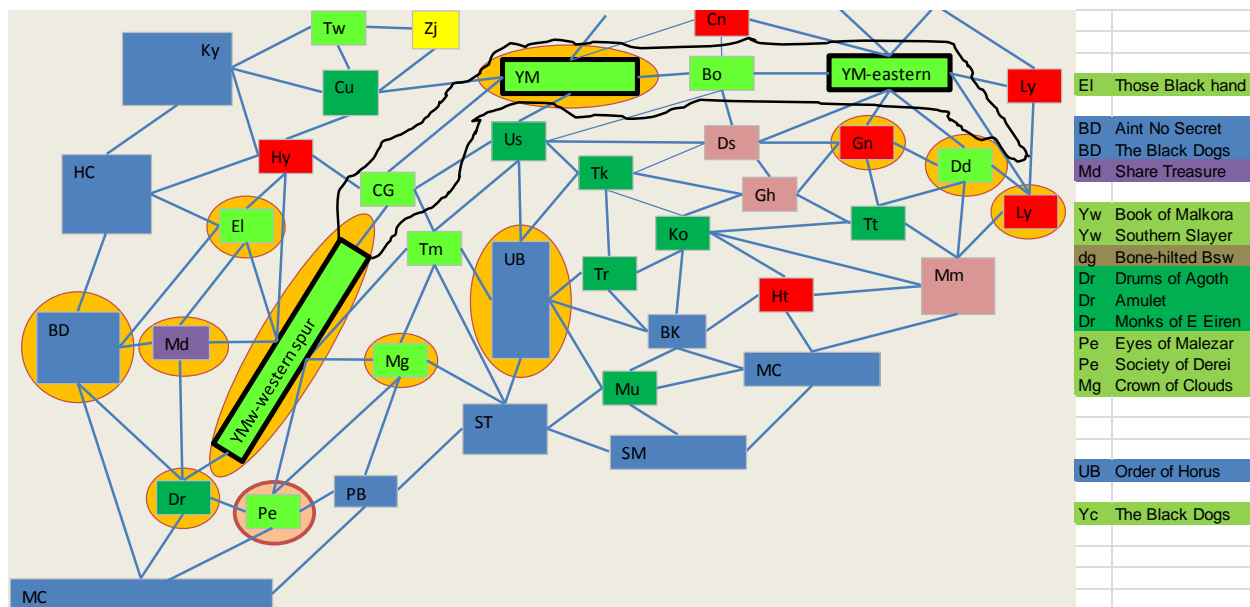 Ky
Tw
Zj
Cn
Cu
YM
Bo
YM-eastern
Ly
HC
Hy
Us
Ds
Gn
Dd
CG
Tk
Gh
El
Tm
UB
Ko
Tt
Ly
Tr
Ht
Mm
BD
Md
YMw-western spur
Mg
BK
MC
Mu
ST
SM
Dr
Pe
PB
MC
El Those Black hand
BD Aint No Secret
BD The Black Dogs
Md Share Treasure
Yw Book of Malkora
Yw Southern Slayer
dg Bone-hilted Bsw
Dr Drums of Agoth
Dr Amulet
Dr Monks of E Eiren
Pe Eyes of Malezar
Pe Society of Derei
Mg Crown of Clouds
UB Order of Horus
Yc The Black Dogs